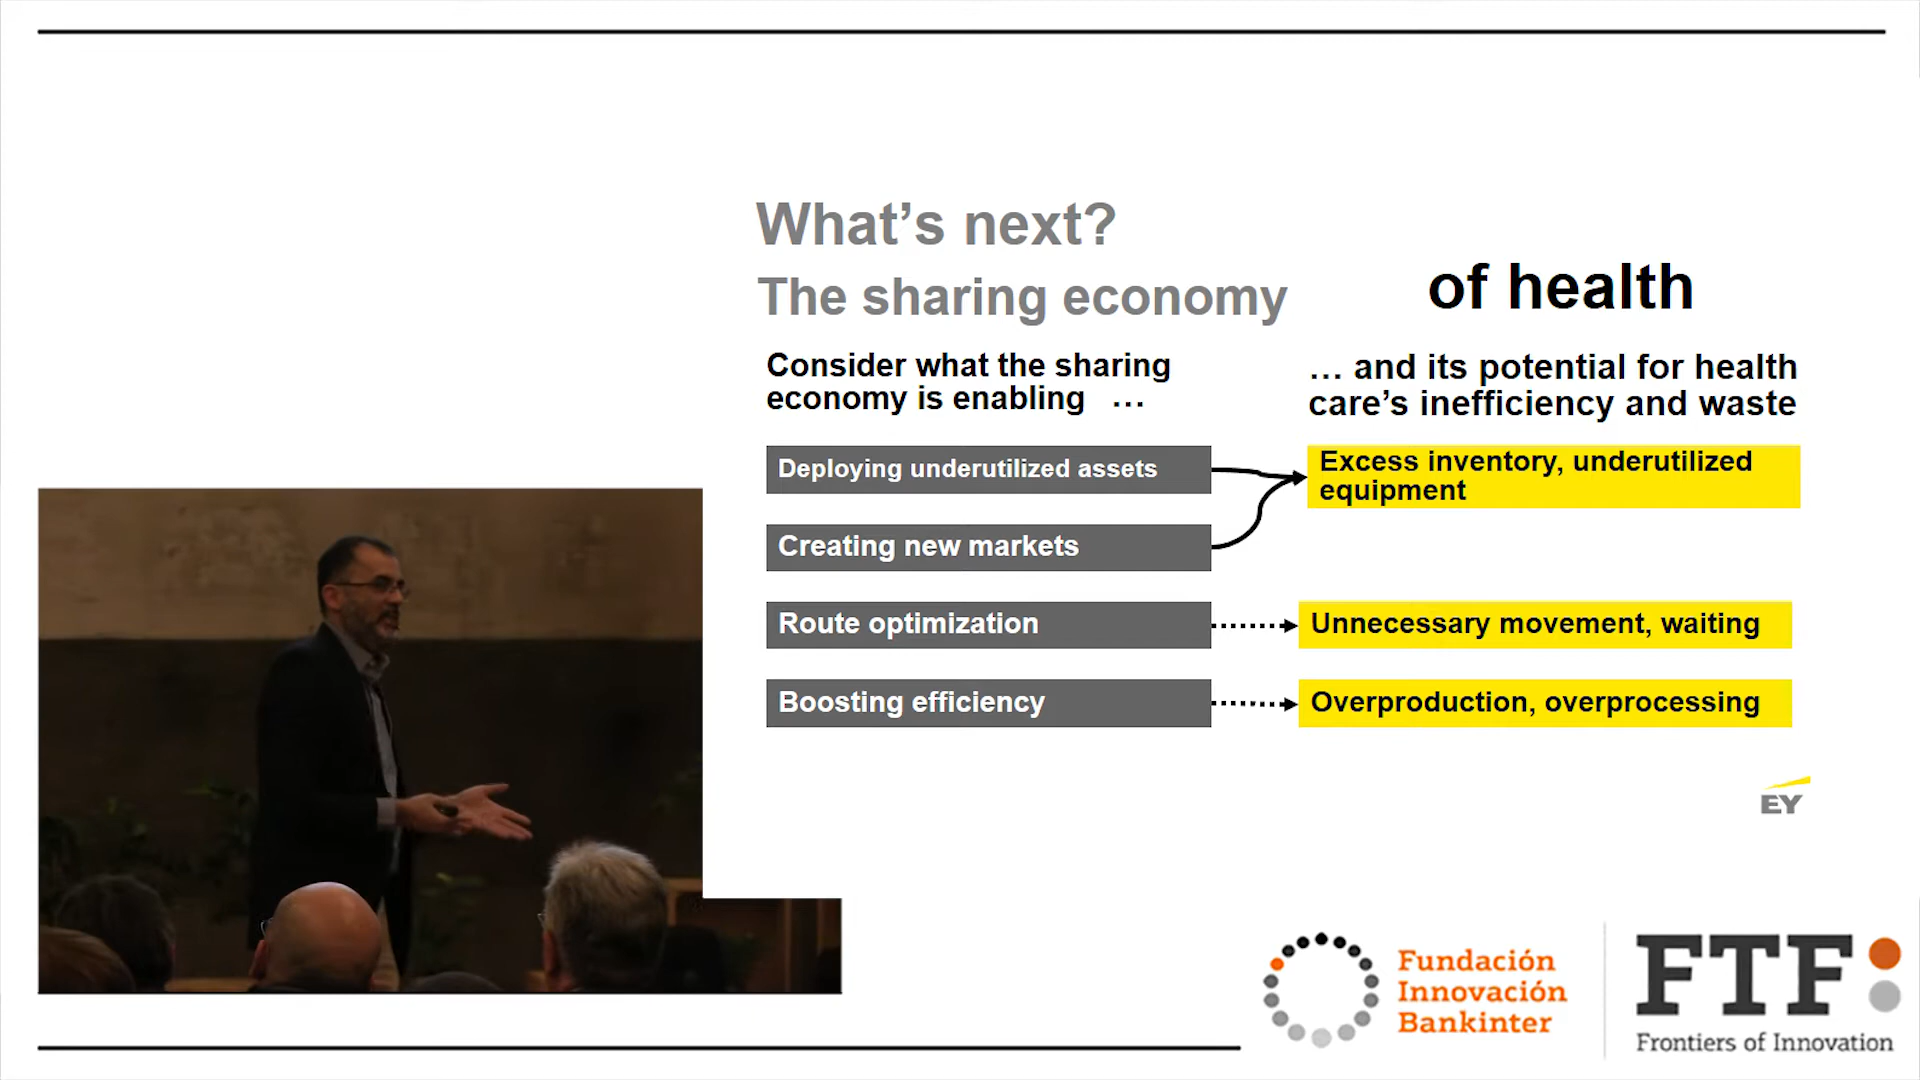 What's next?
The sharing economy
of health
Consider what the sharing
economy is enabling …
… and its potential for health
care's inefficiency and waste
Deploying underutilized assets
Excess inventory, underutilized
equipment
Creating new markets
Route optimization
Unnecessary movement, waiting
Boosting efficiency
Overproduction, overprocessing
EY
Fundación
Innovación
Bankinter
FTF:
Frontiers of Innovation